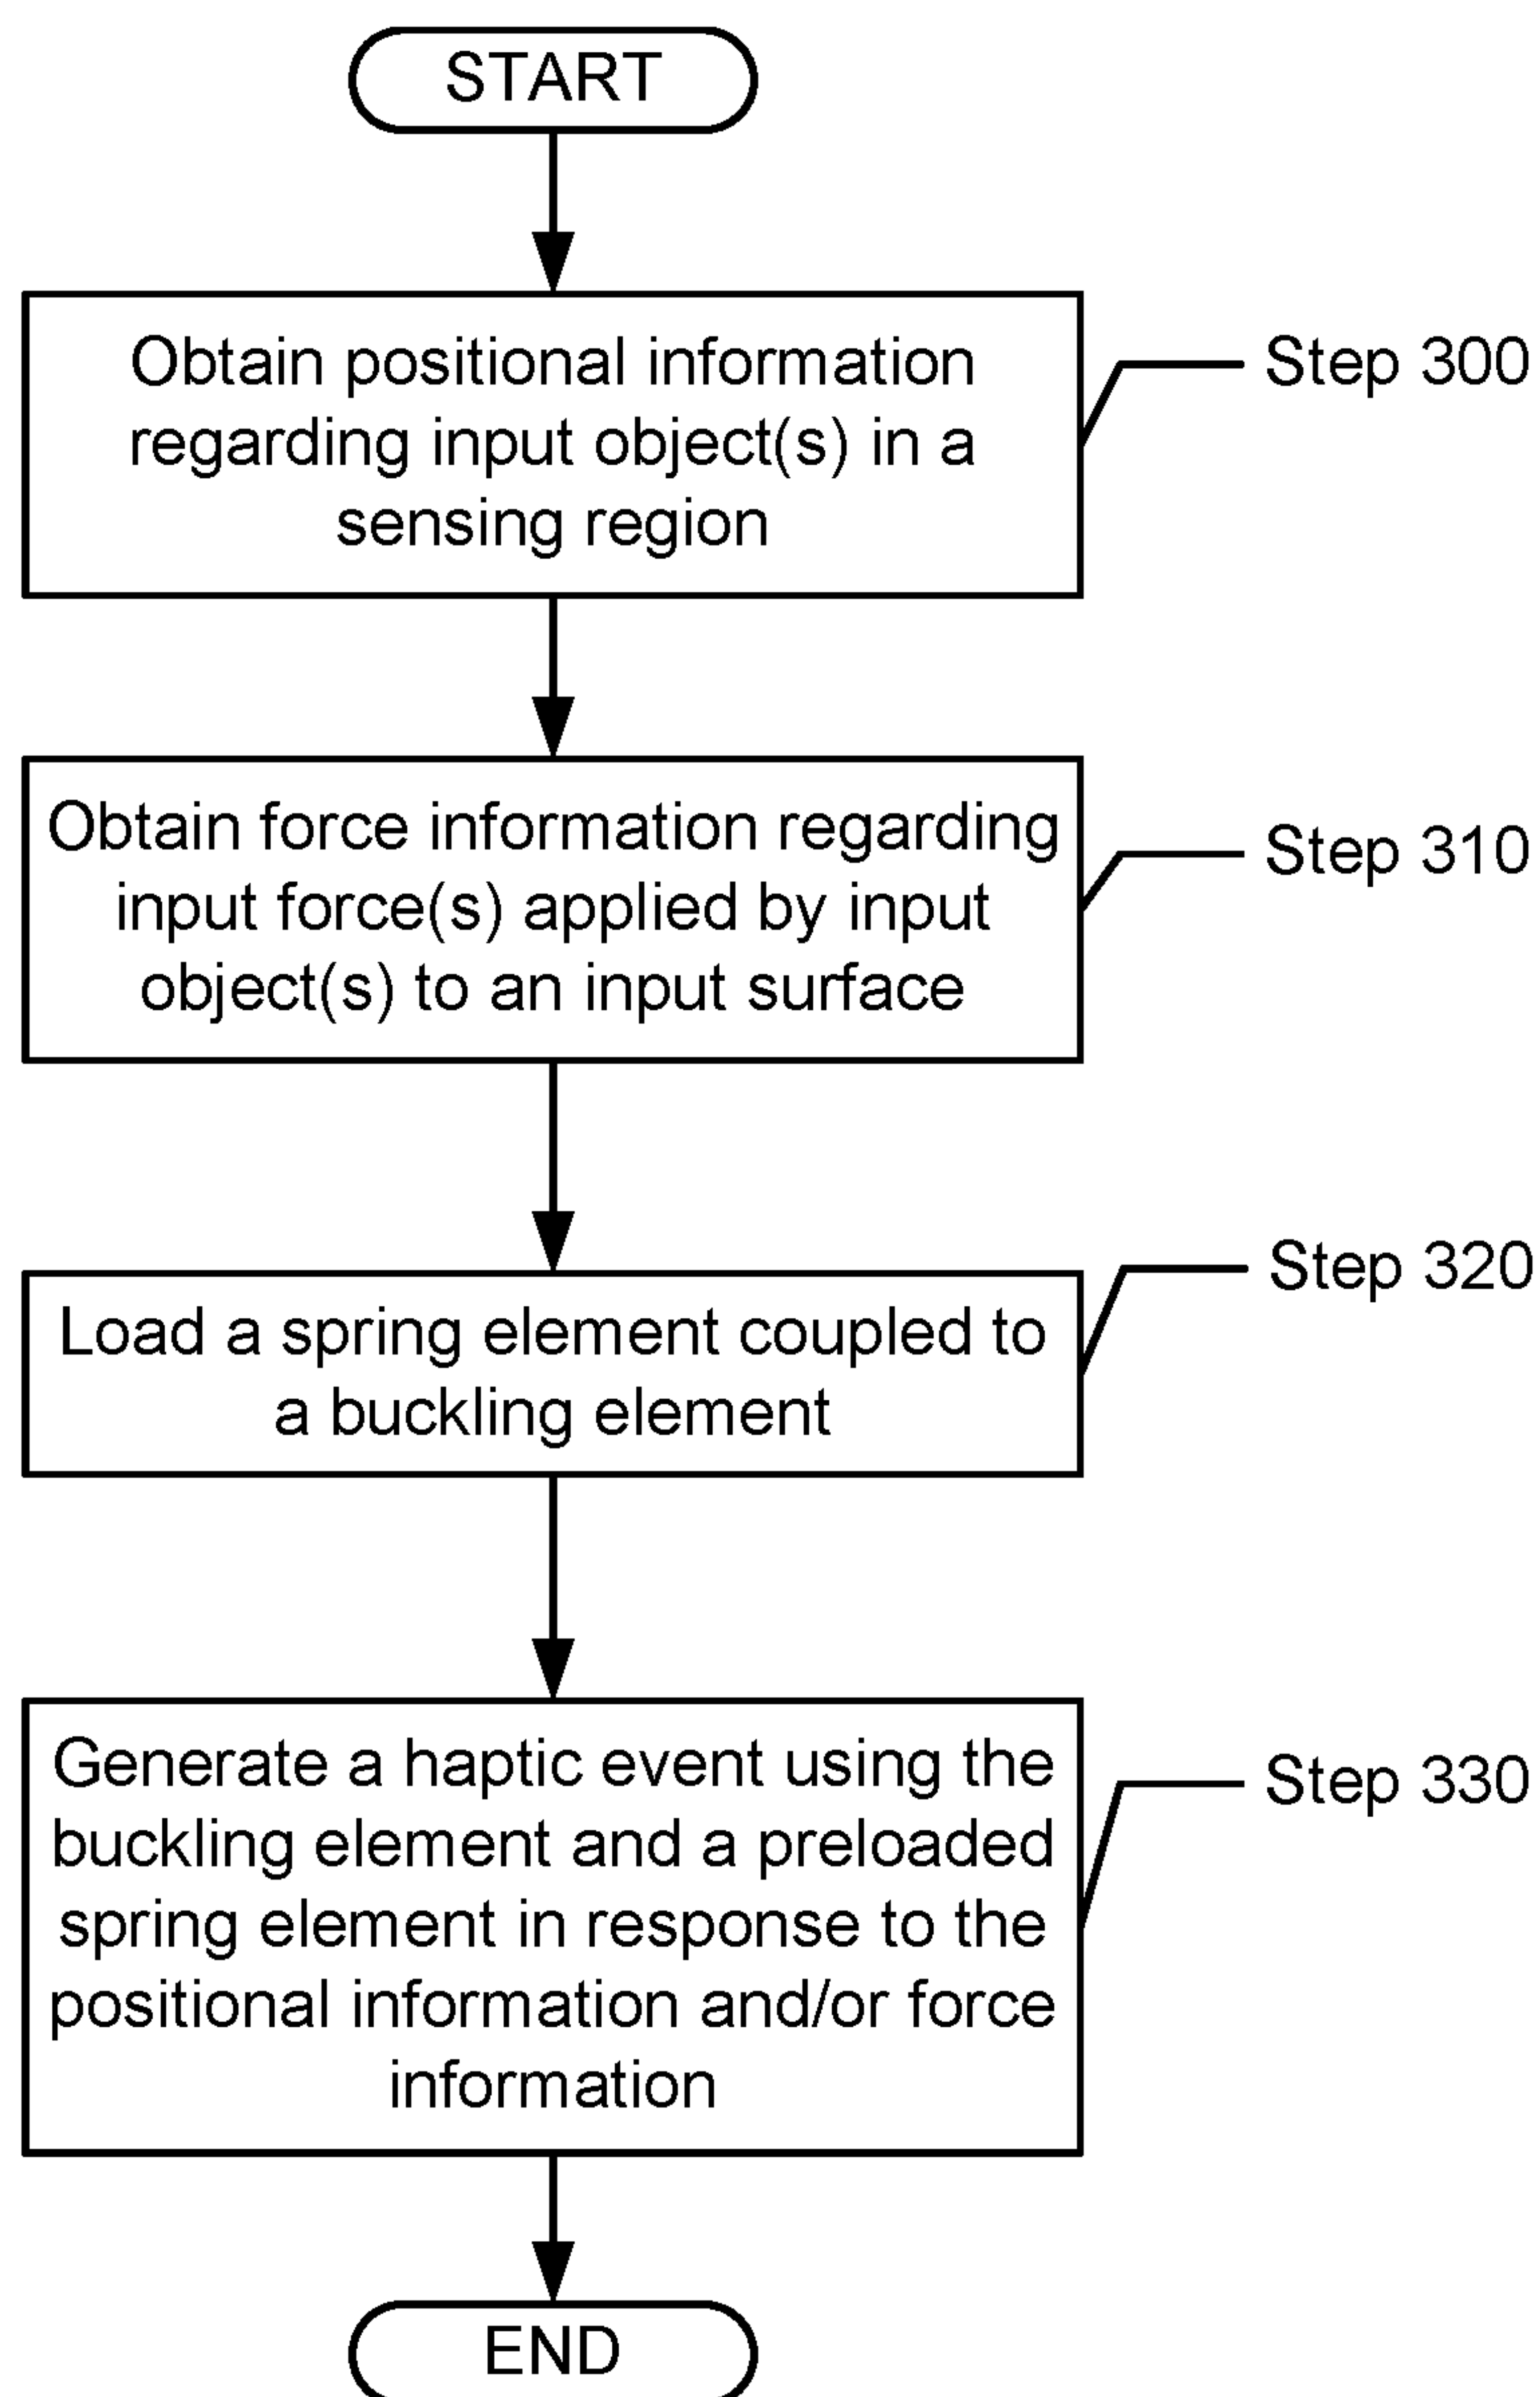 START
Obtain positional information
regarding input object(s) in a
sensing region
Step 300
Obtain force information regarding
input force(s) applied by input
object(s) to an input surface
Step 310
Load a spring element coupled to
a buckling element
Step 320
Generate a haptic event using the
buckling element and a preloaded
spring element in response to the
positional information and/or force
information
Step 330
END